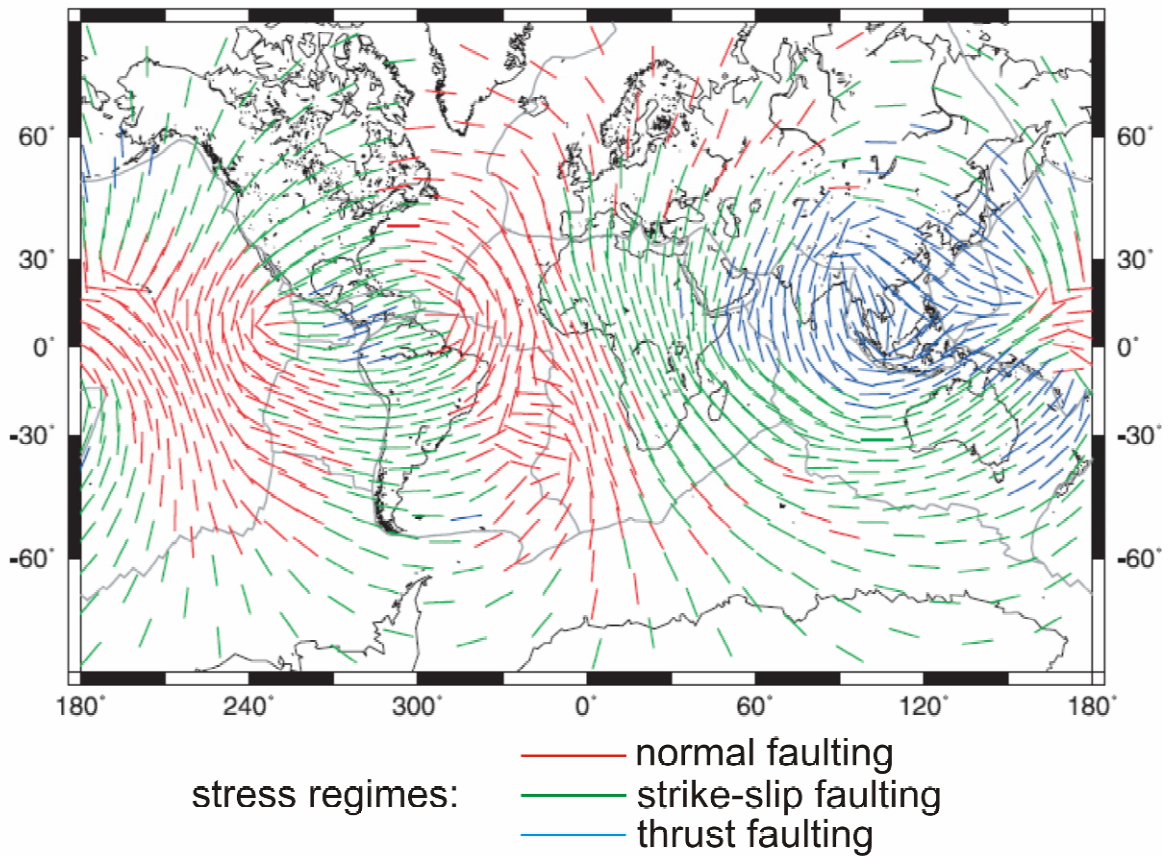 60° 60°
30° 30°
0° 0°
-30° -30°
-60° -60°
180° 240° 300° 0° 60° 120° 180°
normal faulting
stress regimes: strike-slip faulting
thrust faulting